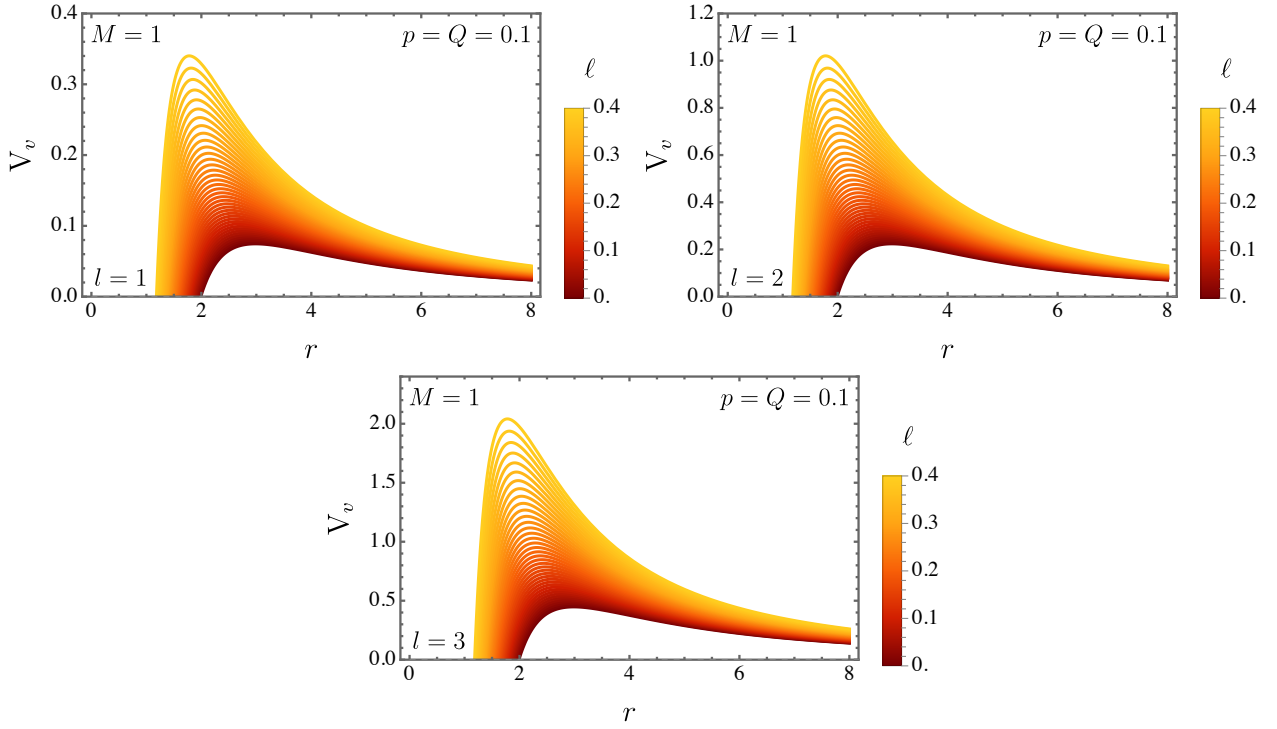 M = 1
p = Q = 0.1
l = 1
V_v
0.4
0.3
0.2
0.1
0.0
0 2 4 6 8
r
ℓ
0.4
0.3
0.2
0.1
0.
M = 1
p = Q = 0.1
l = 2
V_v
1.2
1.0
0.8
0.6
0.4
0.2
0.0
0 2 4 6 8
r
ℓ
0.4
0.3
0.2
0.1
0.
M = 1
p = Q = 0.1
l = 3
V_v
2.0
1.5
1.0
0.5
0.0
0 2 4 6 8
r
ℓ
0.4
0.3
0.2
0.1
0.